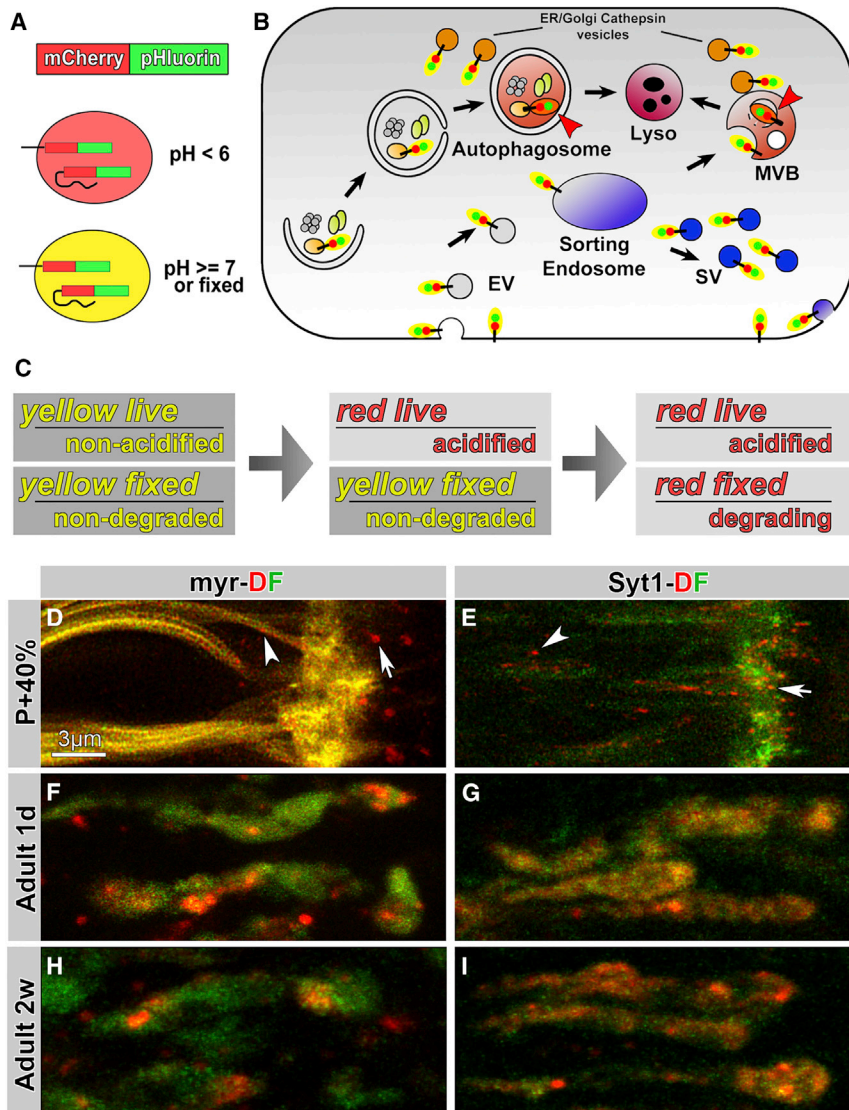 A
mCherry pHluorin
pH < 6
pH >= 7
or fixed
B
ER/Golgi Cathepsin
vesicles
Autophagosome
Lyso
MVB
Sorting
Endosome
EV
SV
C
yellow live
non-acidified
yellow fixed
non-degraded
red live
acidified
yellow fixed
non-degraded
red live
acidified
red fixed
degrading
myr-DF
Syt1-DF
P+40%
D
3μm
E
Adult 1d
F
G
Adult 2w
H
I